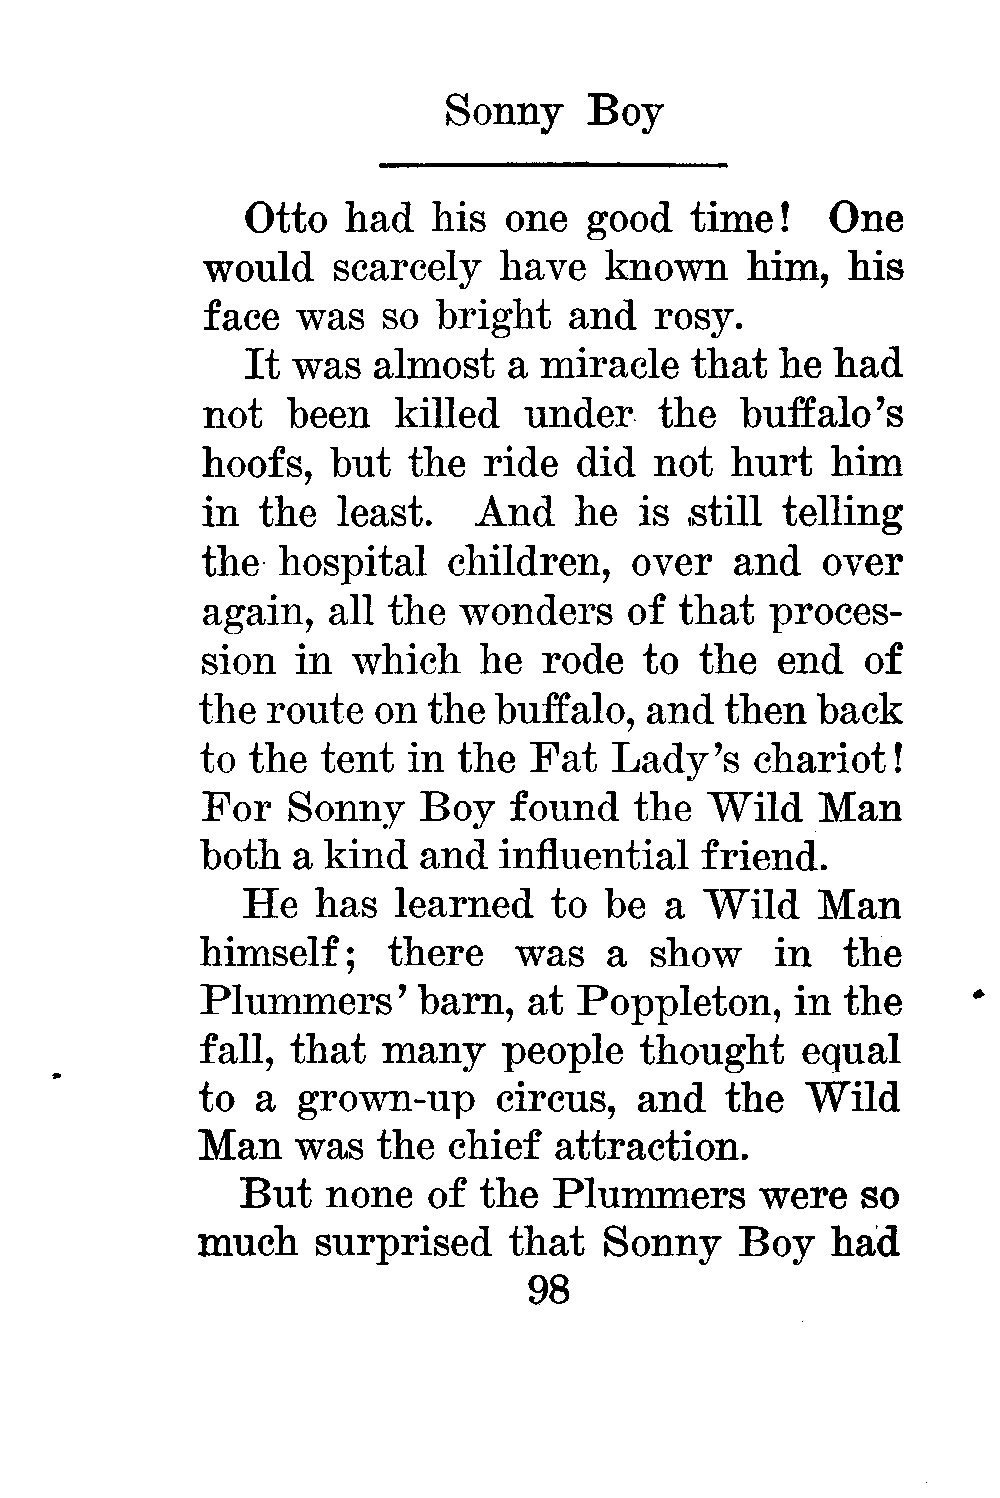 Sonny Boy
Otto had his one good time! One
would scarcely have known him, his
face was so bright and rosy.
It was almost a miracle that he had
not been killed under the buffalo's
hoofs, but the ride did not hurt him
in the least. And he is still telling
the hospital children, over and over
again, all the wonders of that proces-
sion in which he rode to the end of
the route on the buffalo, and then back
to the tent in the Fat Lady's chariot!
For Sonny Boy found the Wild Man
both a kind and influential friend.
He has learned to be a Wild Man
himself; there was a show in the
Plummers' barn, at Poppleton, in the
fall, that many people thought equal
to a grown-up circus, and the Wild
Man was the chief attraction.
But none of the Plummers were so
much surprised that Sonny Boy had
98